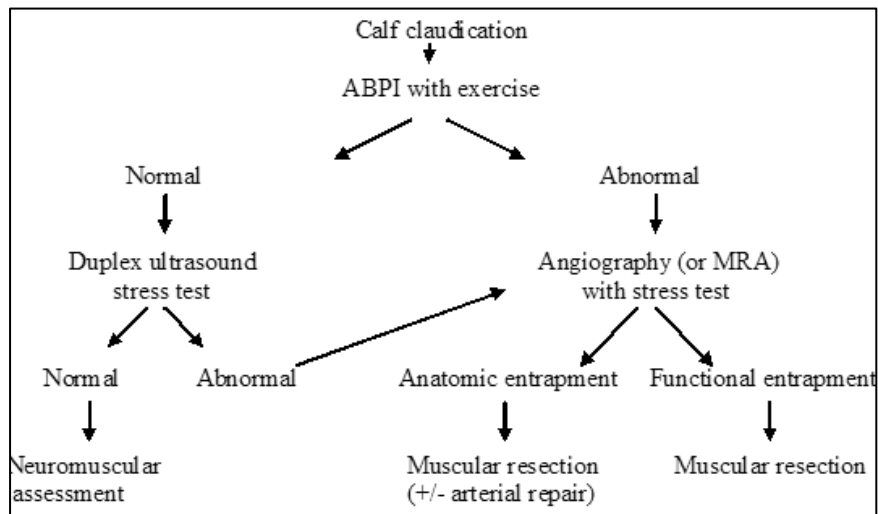 Calf claudication
ABPI with exercise
Normal
Abnormal
Duplex ultrasound
stress test
Angiography (or MRA)
with stress test
Normal
Abnormal
Anatomic entrapment
Functional entrapment
Neuromuscular
assessment
Muscular resection
(+/- arterial repair)
Muscular resection